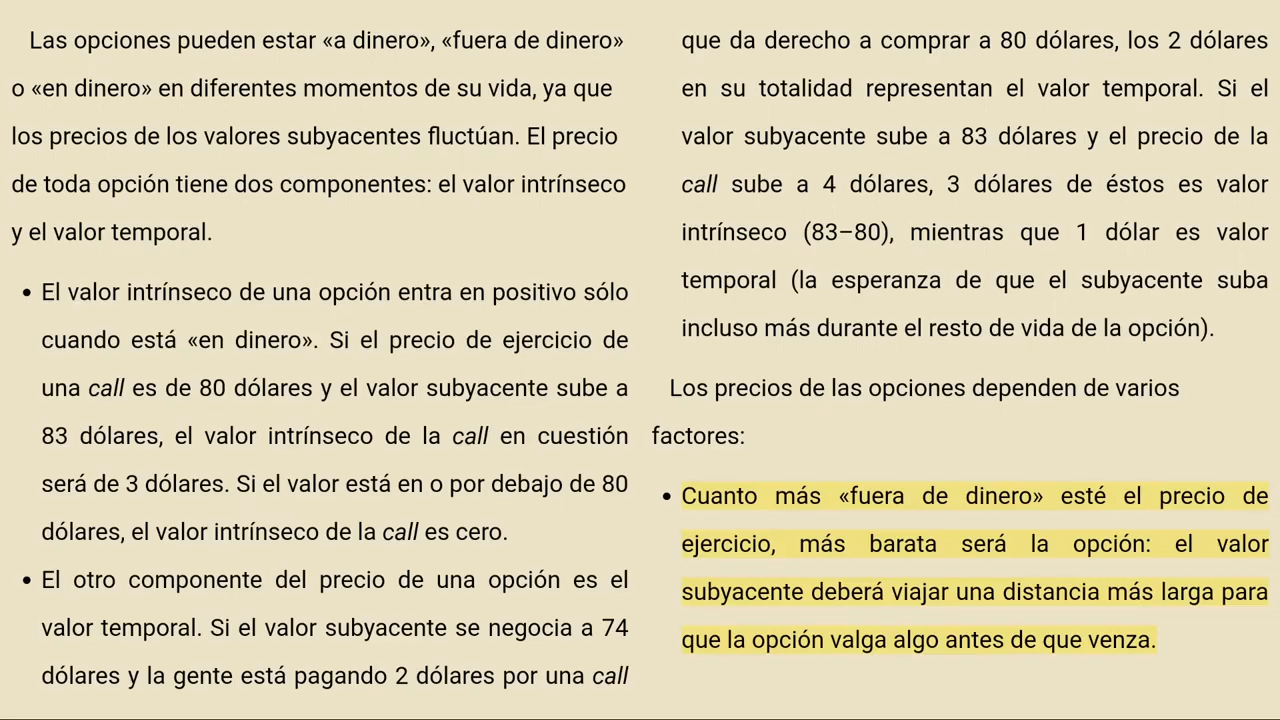 Las opciones pueden estar «a dinero», «fuera de dinero»
o «en dinero» en diferentes momentos de su vida, ya que
los precios de los valores subyacentes fluctúan. El precio
de toda opción tiene dos componentes: el valor intrínseco
y el valor temporal.
• El valor intrínseco de una opción entra en positivo sólo
cuando está «en dinero». Si el precio de ejercicio de
una call es de 80 dólares y el valor subyacente sube a
83 dólares, el valor intrínseco de la call en cuestión
será de 3 dólares. Si el valor está en o por debajo de 80
dólares, el valor intrínseco de la call es cero.
• El otro componente del precio de una opción es el
valor temporal. Si el valor subyacente se negocia a 74
dólares y la gente está pagando 2 dólares por una call
que da derecho a comprar a 80 dólares, los 2 dólares
en su totalidad representan el valor temporal. Si el
valor subyacente sube a 83 dólares y el precio de la
call sube a 4 dólares, 3 dólares de éstos es valor
intrínseco (83–80), mientras que 1 dólar es valor
temporal (la esperanza de que el subyacente suba
incluso más durante el resto de vida de la opción).
Los precios de las opciones dependen de varios
factores:
• Cuanto más «fuera de dinero» esté el precio de
ejercicio, más barata será la opción: el valor
subyacente deberá viajar una distancia más larga para
que la opción valga algo antes de que venza.